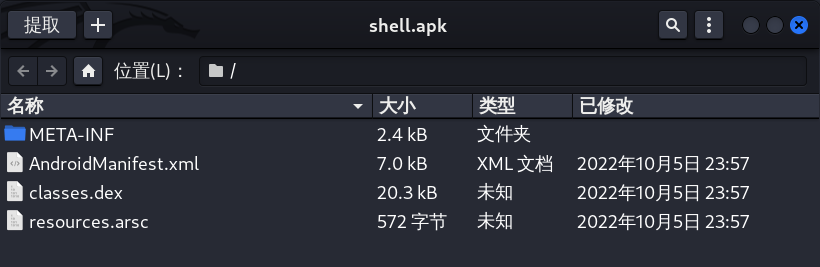 提取 shell.apk
位置(L)： /
名称 大小 类型 已修改
META-INF 2.4 kB 文件夹
AndroidManifest.xml 7.0 kB XML 文档 2022年10月5日 23:57
classes.dex 20.3 kB 未知 2022年10月5日 23:57
resources.arsc 572 字节 未知 2022年10月5日 23:57